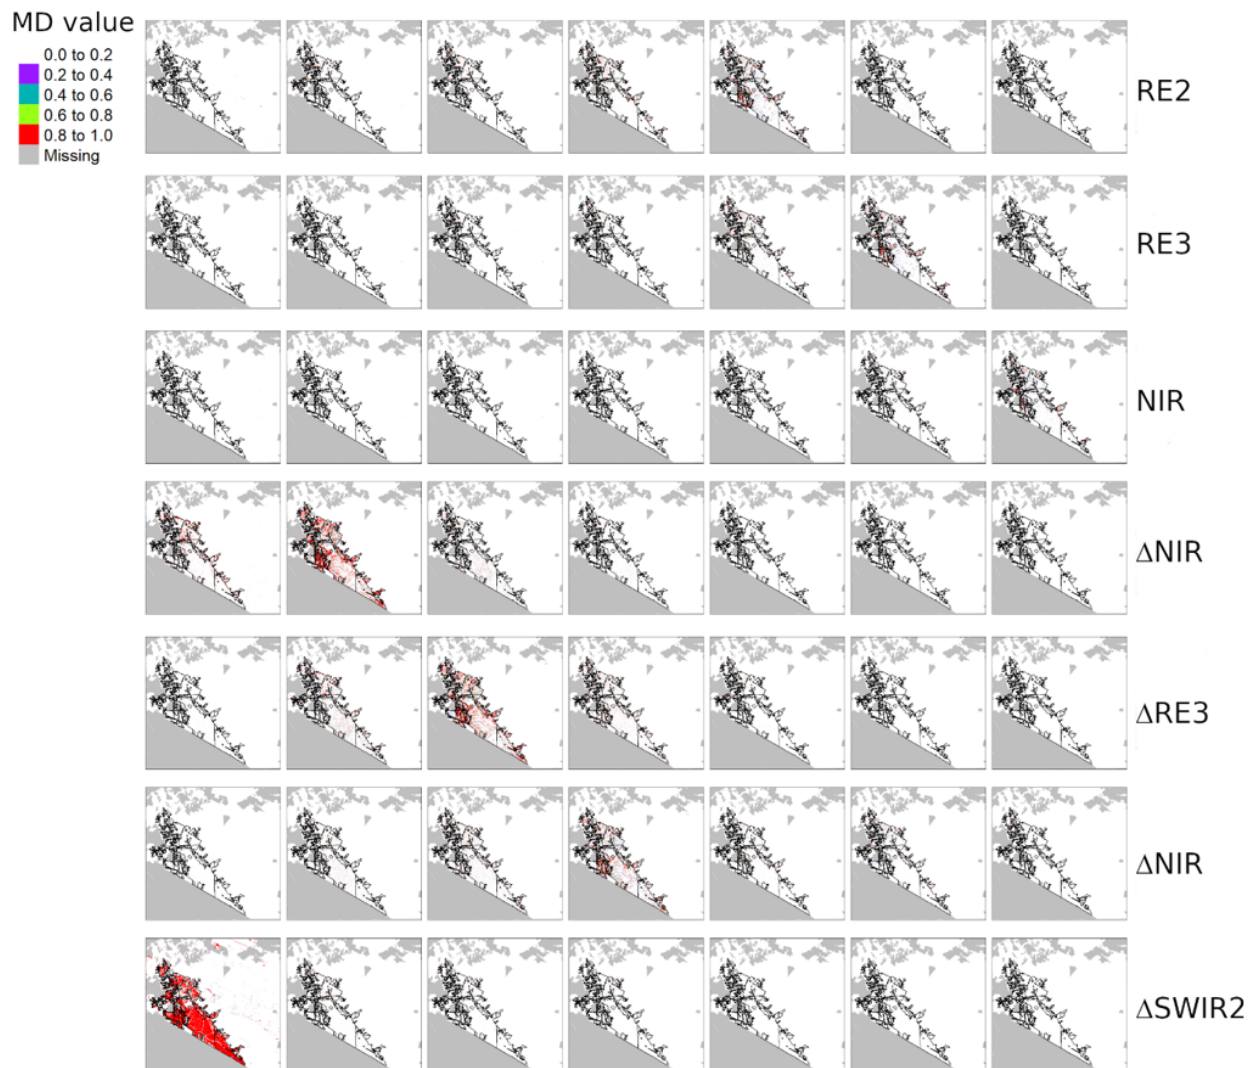 MD value
0.0 to 0.2
0.2 to 0.4
0.4 to 0.6
0.6 to 0.8
0.8 to 1.0
Missing
RE2
RE3
NIR
ΔNIR
ΔRE3
ΔNIR
ΔSWIR2